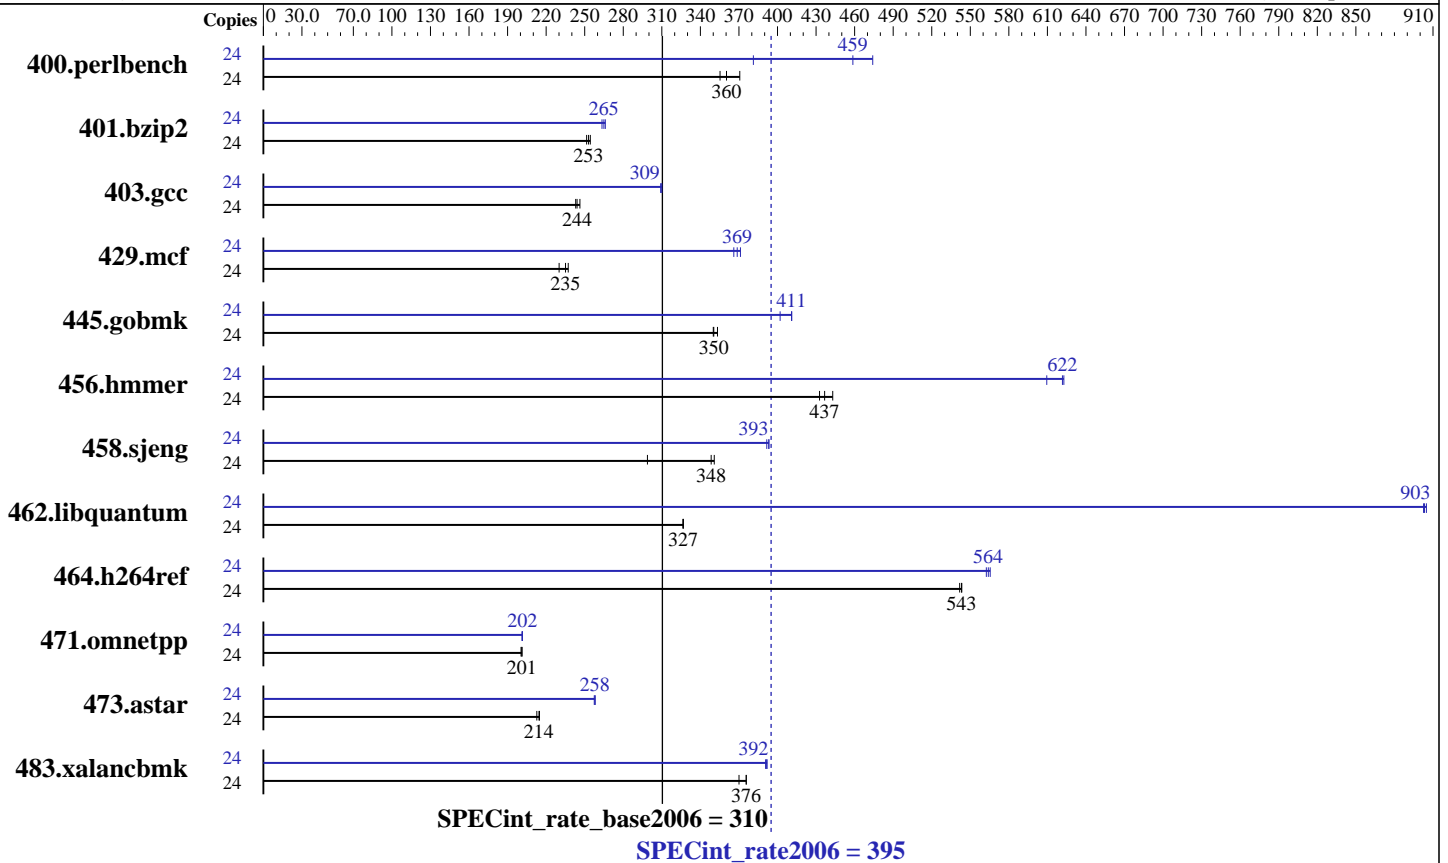 Copies 0 30.0 70.0 100 130 160 190 220 250 280 310 340 370 400 430 460 490 520 550 580 610 640 670 700 730 760 790 820 850 910
400.perlbench 24 459
24 360
401.bzip2 24 265
24 253
403.gcc 24 309
24 244
429.mcf 24 369
24 235
445.gobmk 24 411
24 350
456.hmmer 24 622
24 437
458.sjeng 24 393
24 348
462.libquantum 24 903
24 327
464.h264ref 24 564
24 543
471.omnetpp 24 202
24 201
473.astar 24 258
24 214
483.xalancbmk 24 392
24 376
SPECint_rate_base2006 = 310
SPECint_rate2006 = 395